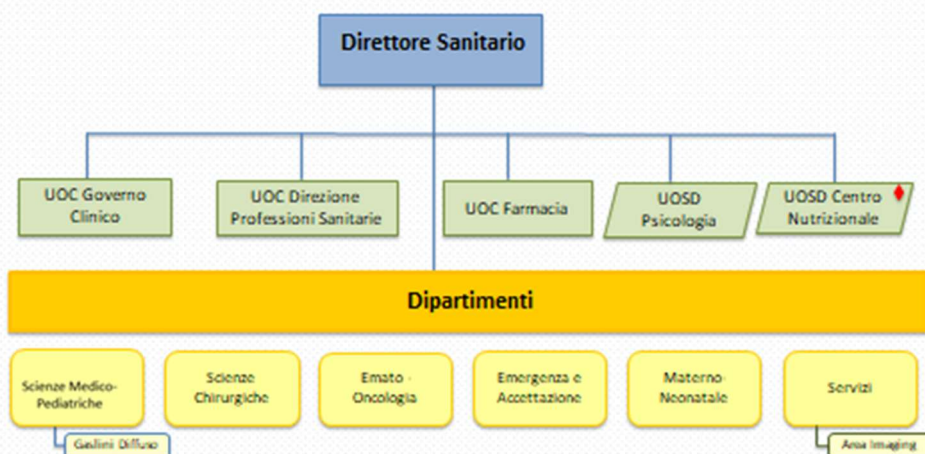 Direttore Sanitario
UOC Governo
Clinico
UOC Direzione
Professioni Sanitarie
UOC Farmacia
UOSD
Psicologia
UOSD Centro
Nutrizionale
Dipartimenti
Scienze Medico-
Pediatriche
Scienze
Chirurgiche
Emato -
Oncologia
Emergenza e
Accettazione
Materno-
Neonatale
Servizi
Gaslini Diffuso
Area Imaging